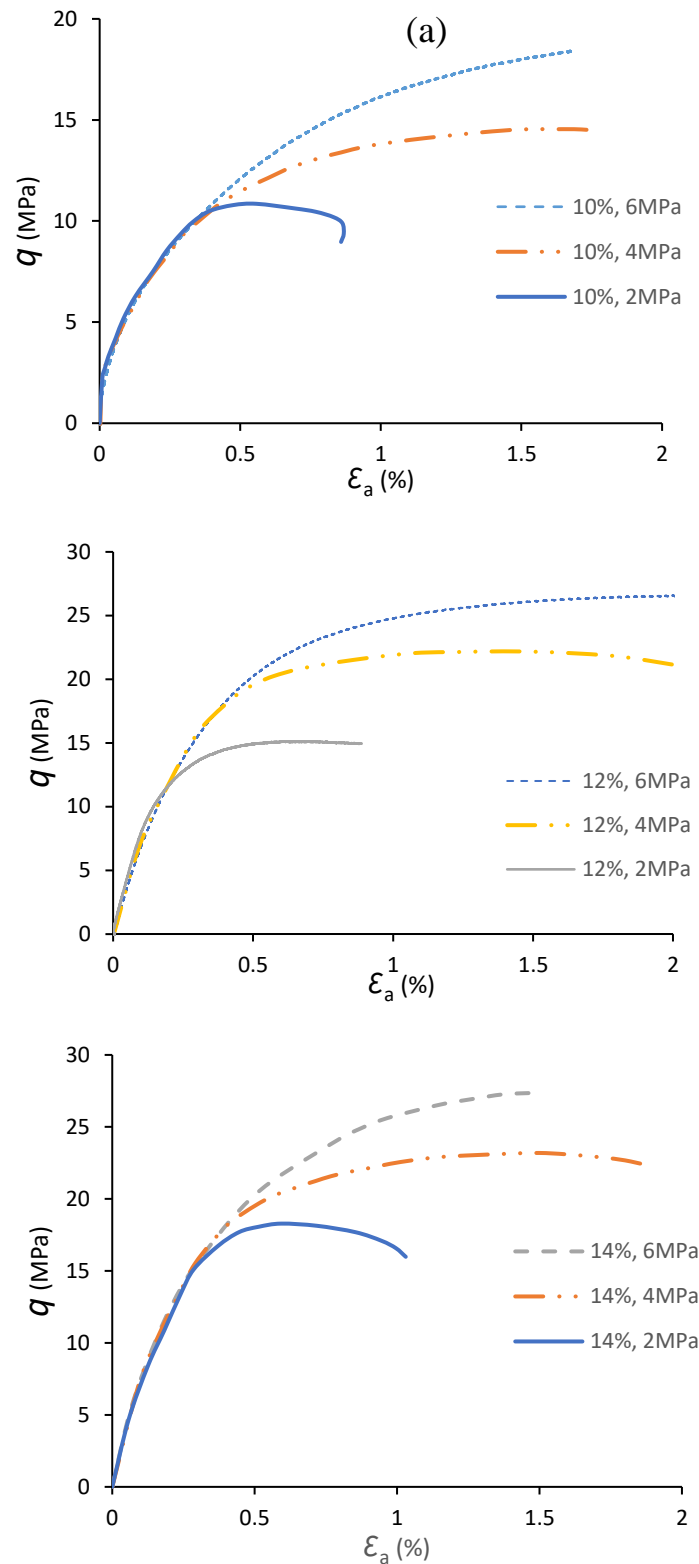 (a)
20
15
10
5
0
q (MPa)
10%, 6MPa
10%, 4MPa
10%, 2MPa
0 0.5 1 1.5 2
Ɛa (%)
30
25
20
15
10
5
0
q (MPa)
12%, 6MPa
12%, 4MPa
12%, 2MPa
0 0.5 1 1.5 2
Ɛa (%)
30
25
20
15
10
5
0
q (MPa)
14%, 6MPa
14%, 4MPa
14%, 2MPa
0 0.5 1 1.5 2
Ɛa (%)